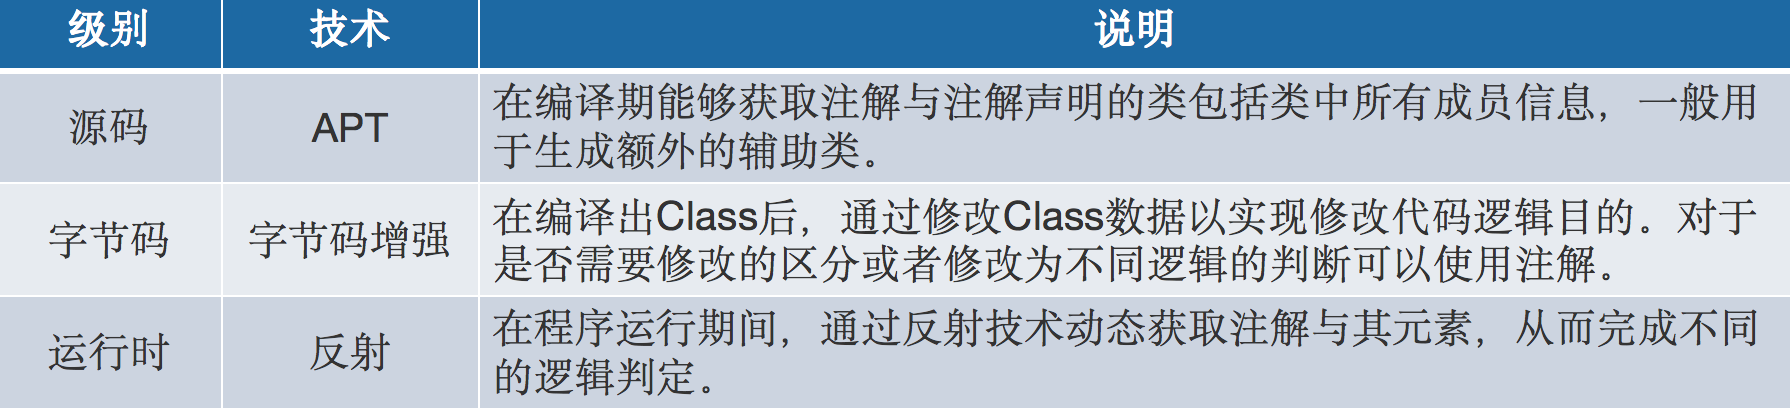 级别 技术 说明
源码 APT 在编译期能够获取注解与注解声明的类包括类中所有成员信息，一般用
于生成额外的辅助类。
字节码 字节码增强 在编译出Class后，通过修改Class数据以实现修改代码逻辑目的。对于
是否需要修改的区分或者修改为不同逻辑的判断可以使用注解。
运行时 反射 在程序运行期间，通过反射技术动态获取注解与其元素，从而完成不同
的逻辑判定。